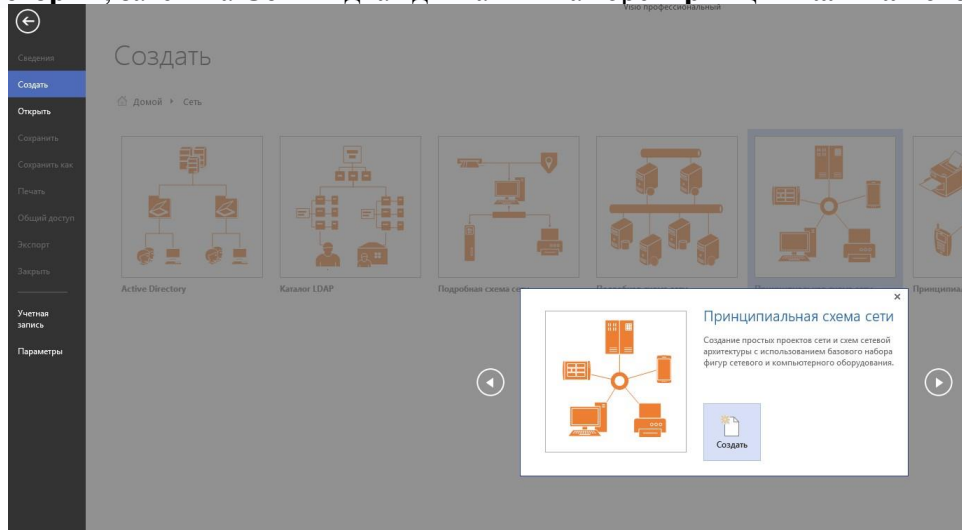 Visio профессиональный
Сведения
Создать
Открыть
Сохранить
Сохранить как
Печать
Общий доступ
Экспорт
Закрыть
Учетная
запись
Параметры
Создать
Домой ▸ Сеть
Active Directory
Каталог LDAP
Подробная схема се
Принципиа
Принципиальная схема сети
Создание простых проектов сети и схем сетевой
архитектуры с использованием базового набора
фигур сетевого и компьютерного оборудования.
Создать